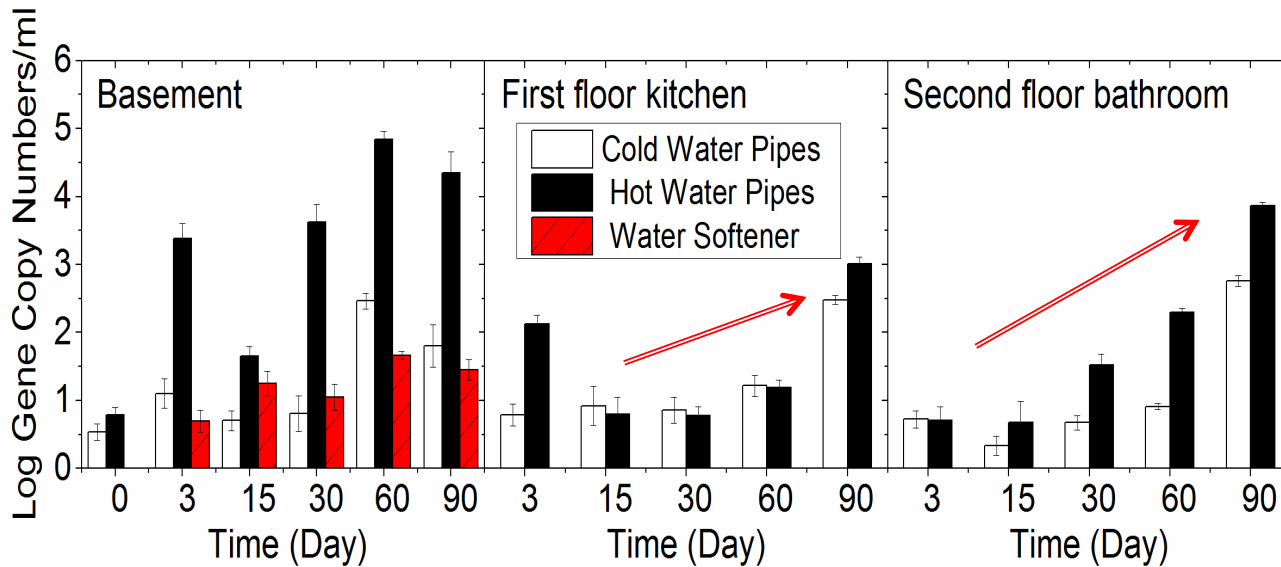 Log Gene Copy Numbers/ml
6
5
4
3
2
1
0
Basement
First floor kitchen
Second floor bathroom
Cold Water Pipes
Hot Water Pipes
Water Softener
0 3 15 30 60 90
3 15 30 60 90
3 15 30 60 90
Time (Day)
Time (Day)
Time (Day)